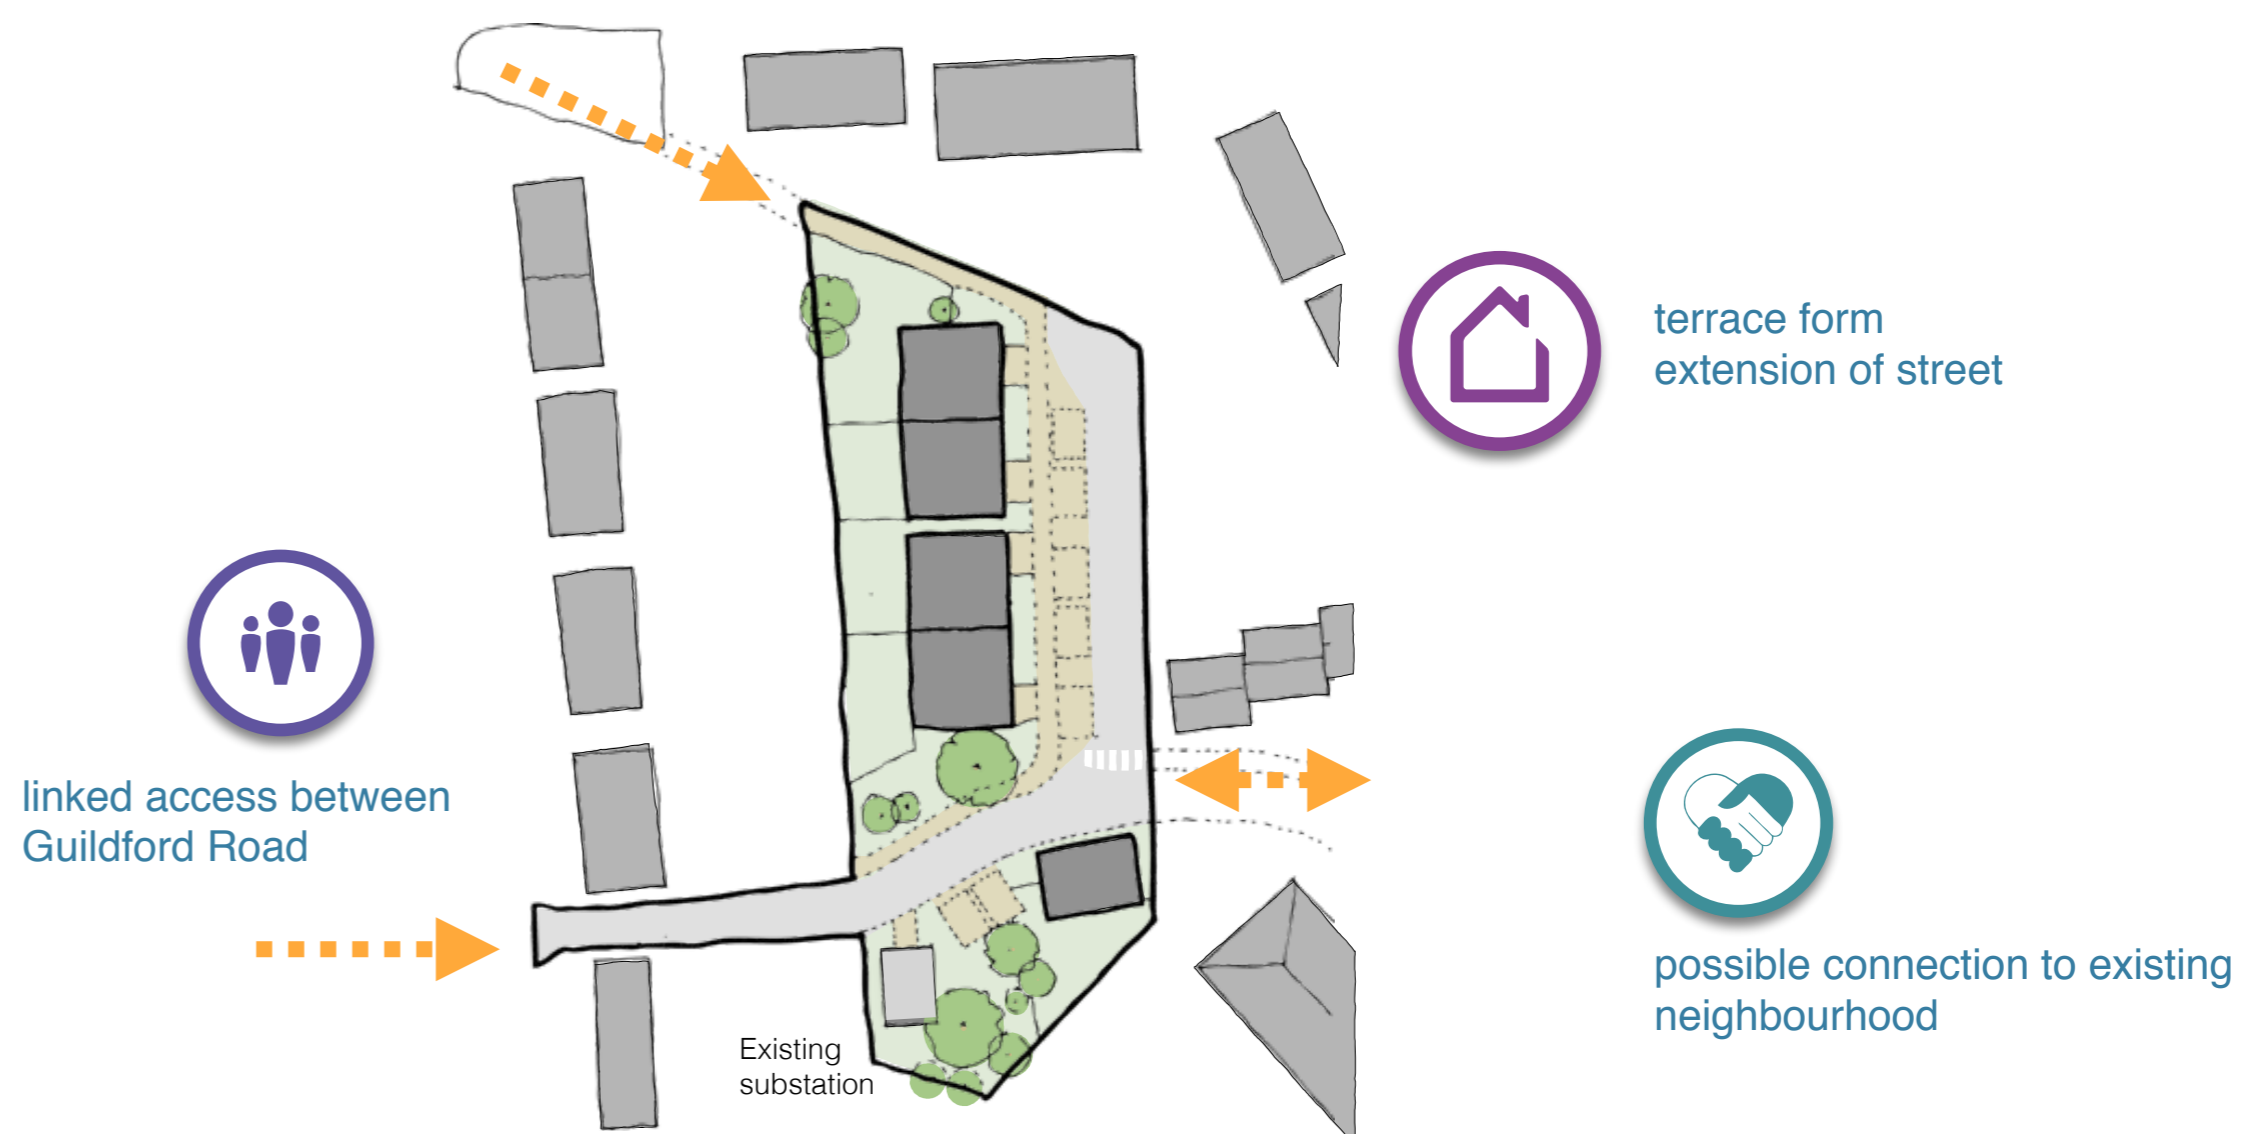 terrace form
extension of street
linked access between
Guildford Road
possible connection to existing
neighbourhood
Existing
substation